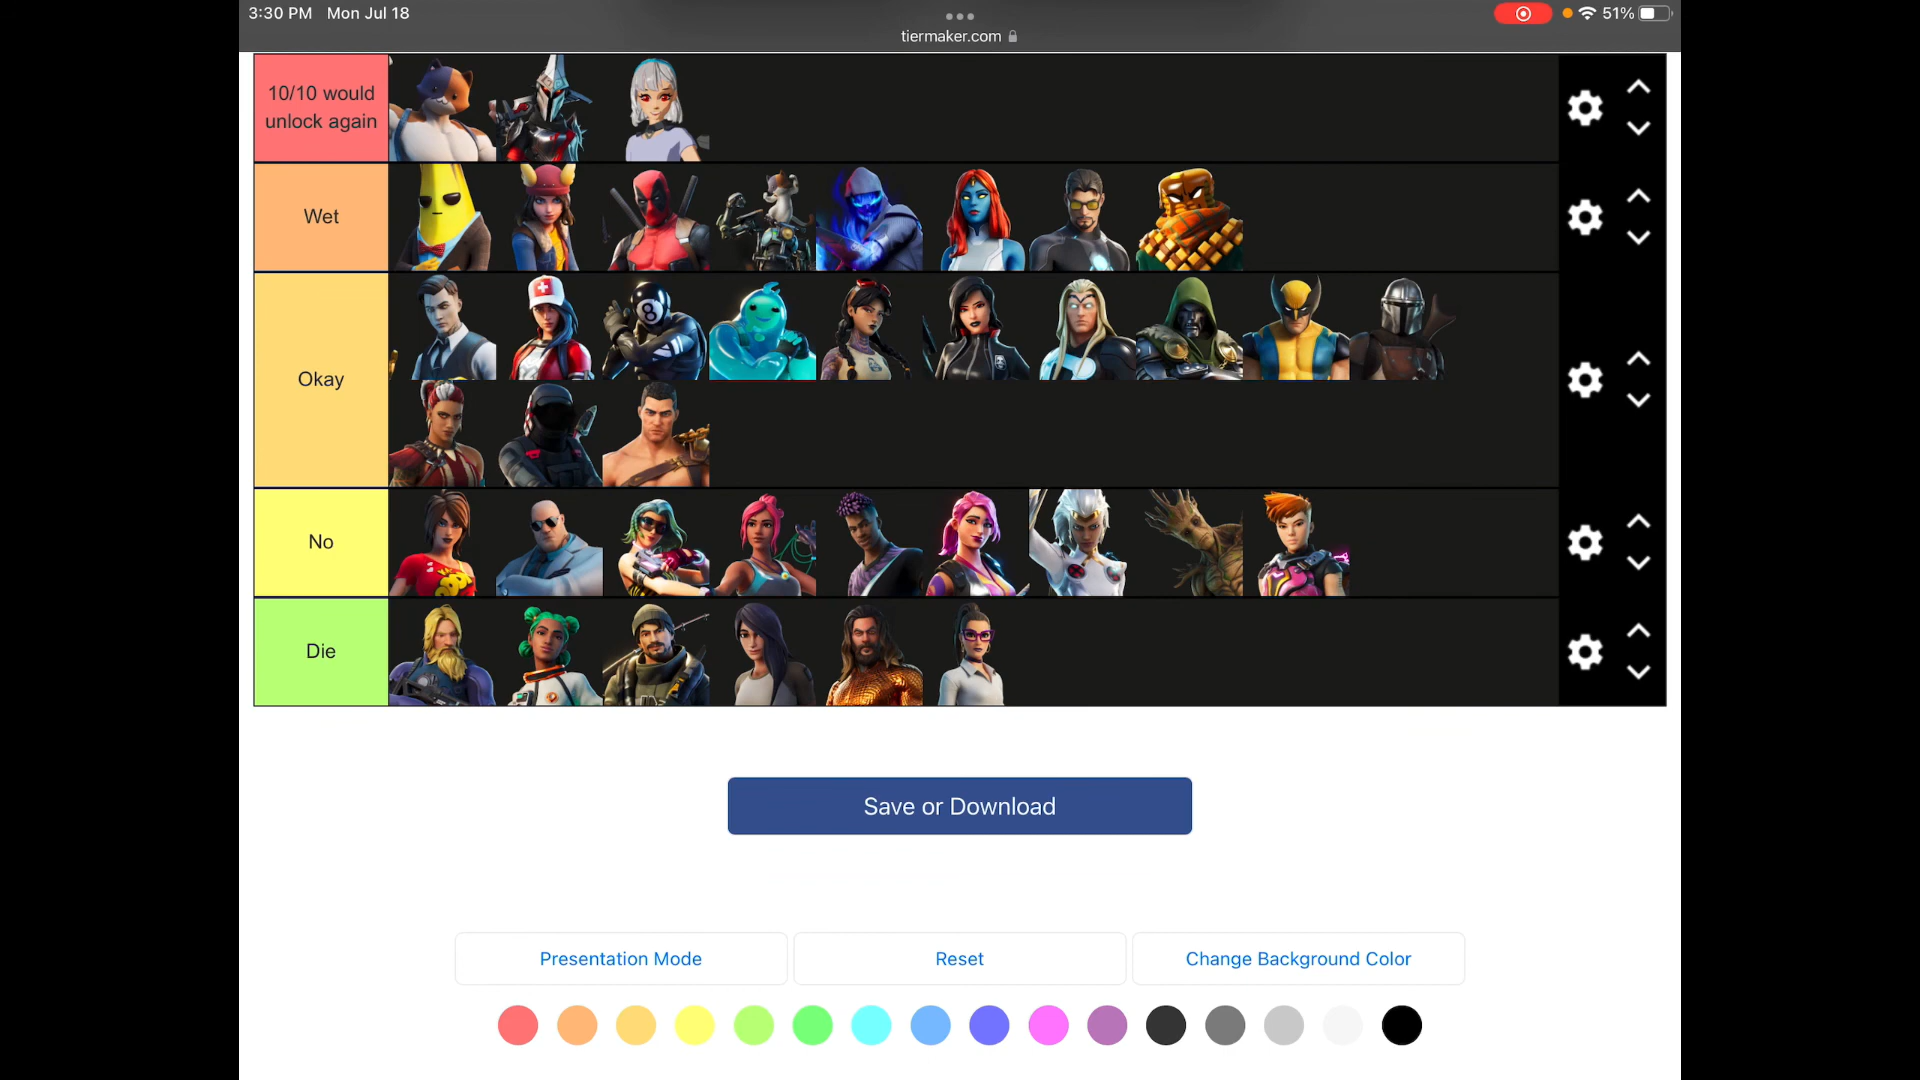 3:30 PM Mon Jul 18
51%
tiermaker.com
10/10 would
unlock again
Wet
Okay
8
No
Die
Save or Download
Presentation Mode
Reset
Change Background Color